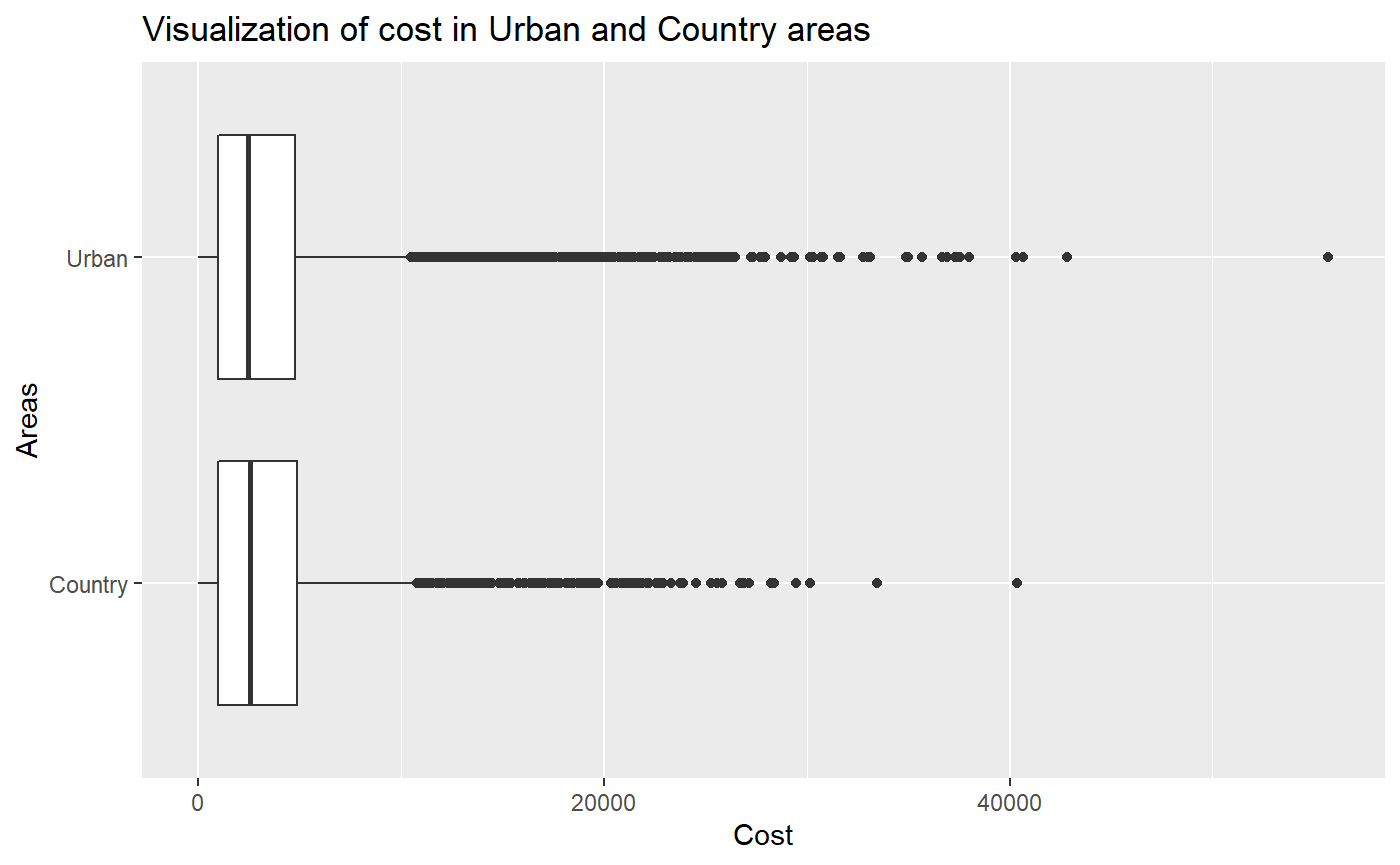 Visualization of cost in Urban and Country areas
Urban
Areas
Country
0
20000
40000
Cost